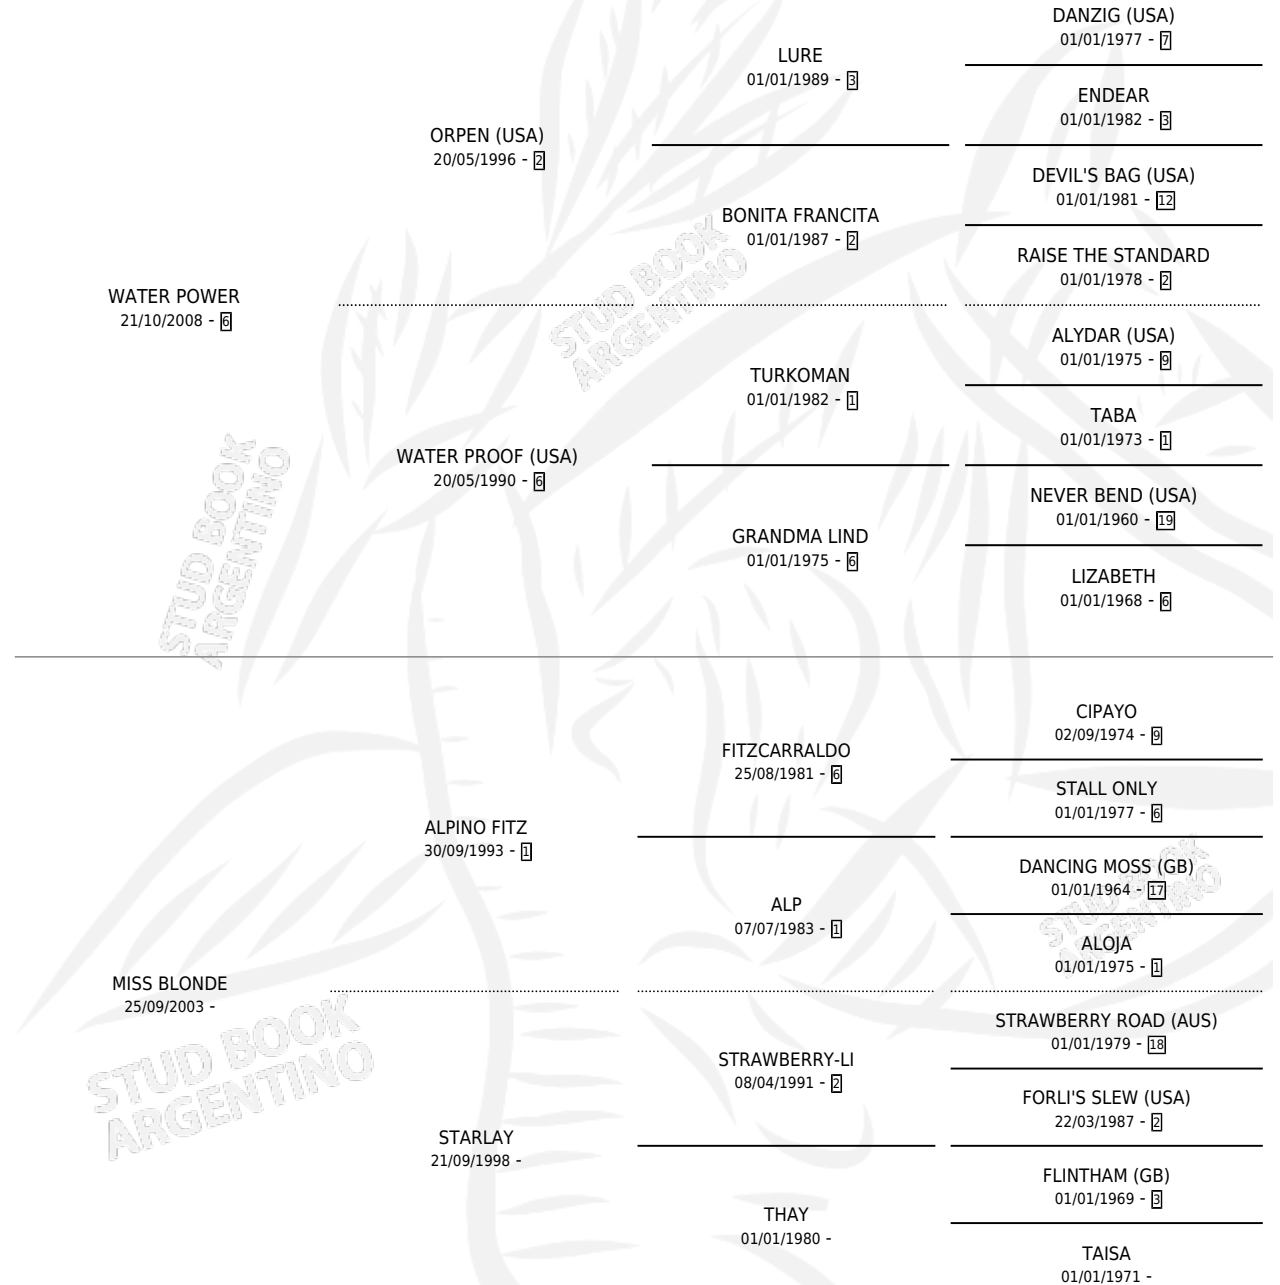 DANZIG (USA)
01/01/1977 - 7
LURE
01/01/1989 - 3
ENDEAR
01/01/1982 - 3
ORPEN (USA)
20/05/1996 - 2
DEVIL'S BAG (USA)
01/01/1981 - 12
BONITA FRANCITA
01/01/1987 - 2
RAISE THE STANDARD
01/01/1978 - 2
WATER POWER
21/10/2008 - 6
STUD BOOK
ARGENTINO
ALYDAR (USA)
01/01/1975 - 9
TURKOMAN
01/01/1982 - 1
TABA
01/01/1973 - 1
WATER PROOF (USA)
20/05/1990 - 6
NEVER BEND (USA)
01/01/1960 - 19
GRANDMA LIND
01/01/1975 - 6
LIZABETH
01/01/1968 - 6
STUD BOOK
ARGENTINO
CIPAYO
02/09/1974 - 9
FITZCARRALDO
25/08/1981 - 6
STALL ONLY
01/01/1977 - 6
ALPINO FITZ
30/09/1993 - 1
DANCING MOSS (GB)
01/01/1964 - 17
ALP
07/07/1983 - 1
STUD BOOK
ARGENTINO
ALOJA
01/01/1975 - 1
MISS BLONDE
25/09/2003 -
STRAWBERRY ROAD (AUS)
01/01/1979 - 18
STRAWBERRY-LI
08/04/1991 - 2
FORLI'S SLEW (USA)
22/03/1987 - 2
STUD BOOK
ARGENTINO
STARLAY
21/09/1998 -
FLINTHAM (GB)
01/01/1969 - 3
THAY
01/01/1980 -
TAISA
01/01/1971 -